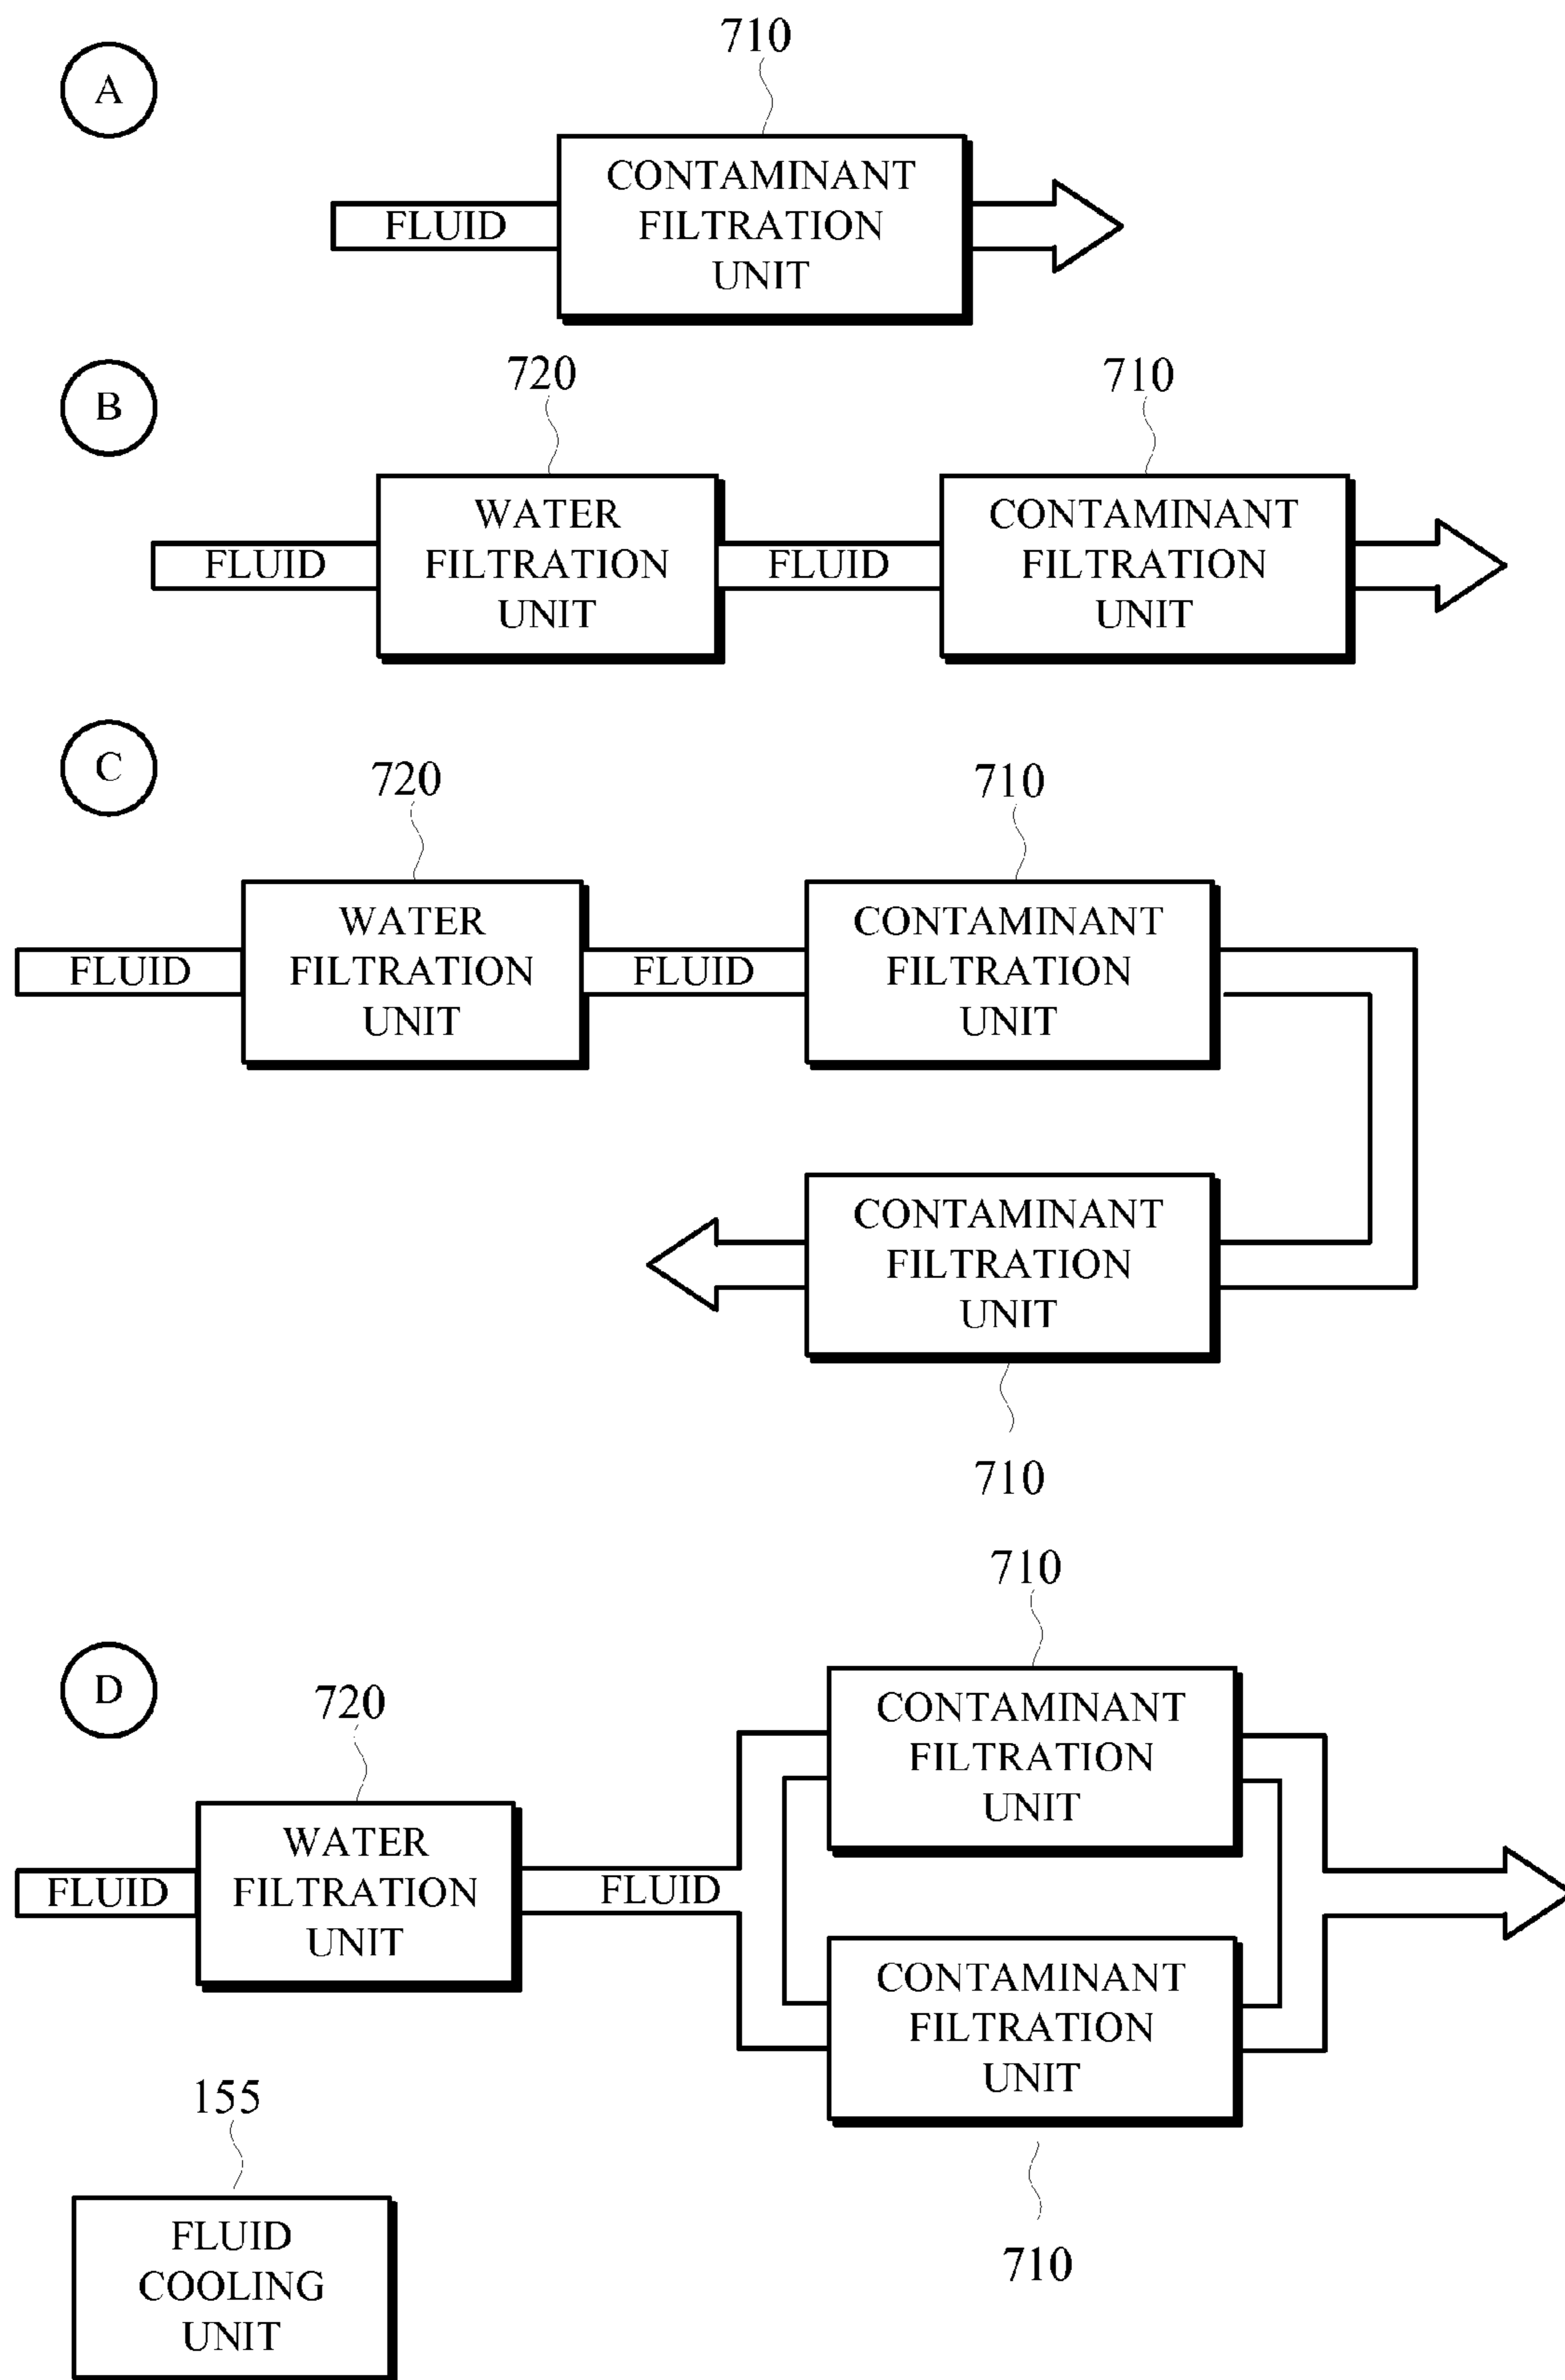 A
710
CONTAMINANT
FLUID
FILTRATION
UNIT
B
720
710
WATER
CONTAMINANT
FLUID
FILTRATION
FLUID
FILTRATION
UNIT
UNIT
C
720
710
WATER
CONTAMINANT
FLUID
FILTRATION
FLUID
FILTRATION
UNIT
UNIT
CONTAMINANT
FILTRATION
UNIT
710
710
D
720
CONTAMINANT
FILTRATION
UNIT
WATER
FLUID
FILTRATION
FLUID
UNIT
CONTAMINANT
FILTRATION
UNIT
155
710
FLUID
COOLING
UNIT